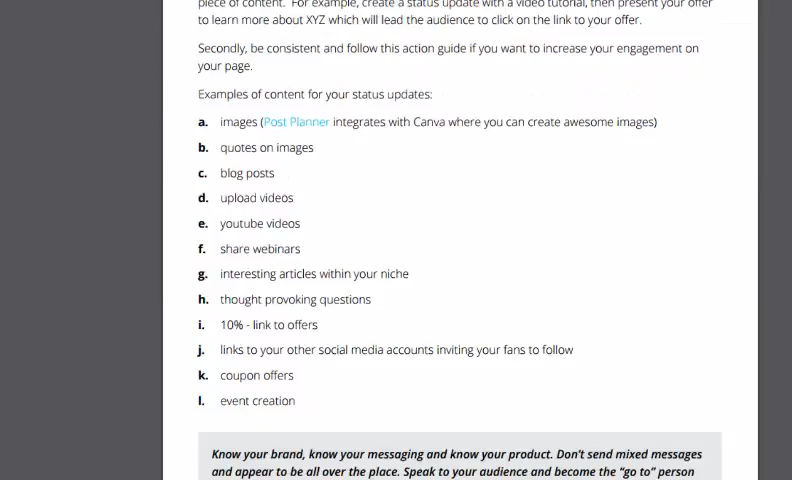 piece of content. For example, create a status update with a video tutorial, then present your offer
to learn more about XYZ which will lead the audience to click on the link to your offer.
Secondly, be consistent and follow this action guide if you want to increase your engagement on
your page.
Examples of content for your status updates:
a. images (Post Planner integrates with Canva where you can create awesome images)
b. quotes on images
c. blog posts
d. upload videos
e. youtube videos
f. share webinars
g. interesting articles within your niche
h. thought provoking questions
i. 10% - link to offers
j. links to your other social media accounts inviting your fans to follow
k. coupon offers
l. event creation
Know your brand, know your messaging and know your product. Don't send mixed messages
and appear to be all over the place. Speak to your audience and become the “go to” person